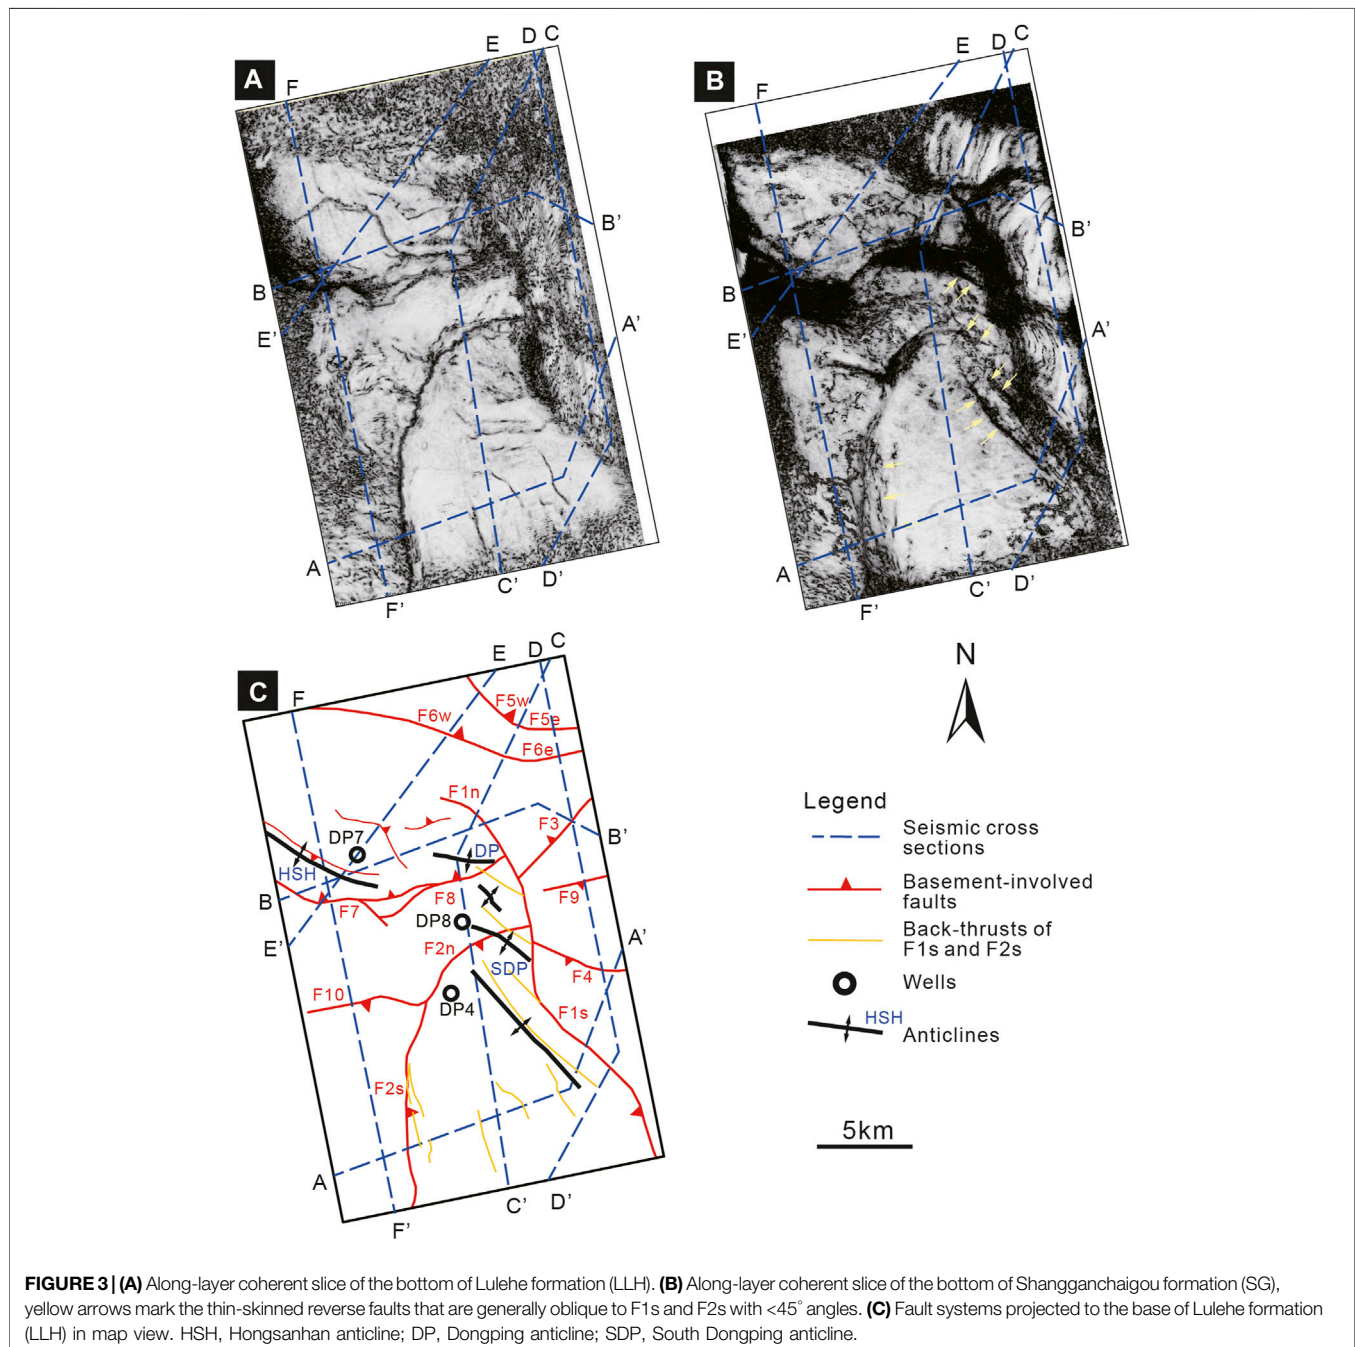 A
F
E
D
C
B
E'
B'
A'
A
F'
C'
D'
B
F
E
D
C
B
E'
B'
A'
A
F'
C'
D'
C
F
E
D
C
F5w
F6w
F5e
F6e
F1n
F3
DP7
B'
DP
HSH
B
F7
F8
F9
E'
DP8
A'
F2n
SDP
F4
F10
DP4
F1s
F2s
A
F'
C'
D'
N
Legend
Seismic cross
sections
Basement-involved
faults
Back-thrusts of
F1s and F2s
Wells
HSH
Anticlines
5km
FIGURE 3 | (A) Along-layer coherent slice of the bottom of Lulehe formation (LLH). (B) Along-layer coherent slice of the bottom of Shangganchaigou formation (SG),
yellow arrows mark the thin-skinned reverse faults that are generally oblique to F1s and F2s with <45° angles. (C) Fault systems projected to the base of Lulehe formation
(LLH) in map view. HSH, Hongsanhan anticline; DP, Dongping anticline; SDP, South Dongping anticline.